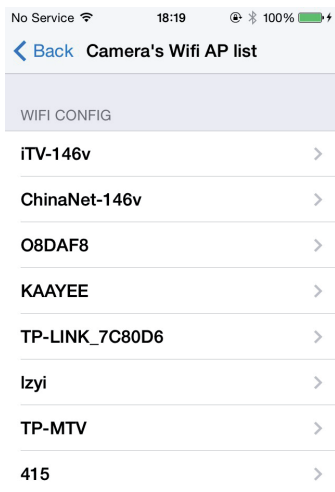 No Service 18:19 100%
Back Camera's Wifi AP list
WIFI CONFIG
iTV-146v
ChinaNet-146v
O8DAF8
KAAYEE
TP-LINK_7C80D6
lzyi
TP-MTV
415